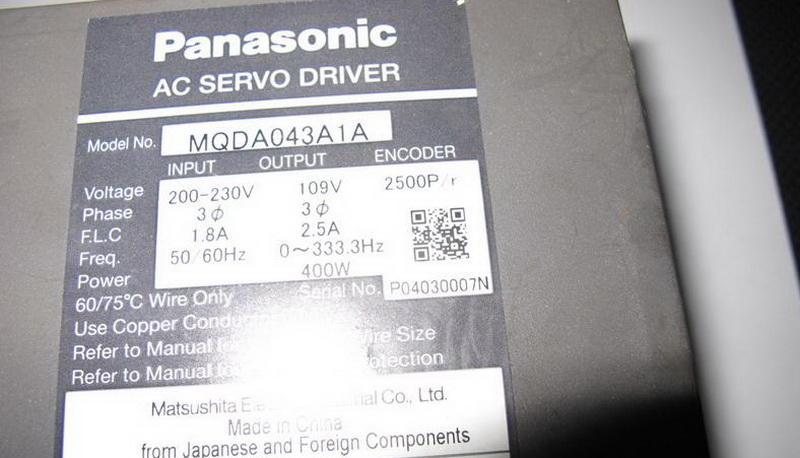 Panasonic
AC SERVO DRIVER
Model No. MQDA043A1A
INPUT OUTPUT ENCODER
Voltage 200-230V 109V 2500P/r
Phase 3ϕ 3ϕ
F.L.C 1.8A 2.5A
Freq. 50/60Hz 0~333.3Hz
Power 400W
Serial No. P04030007N
60/75°C Wire Only
Use Copper
Refer to Manual Wire Size
Refer to Manual
Matsushita Co., Ltd.
Made in China
from Japanese and Foreign Components